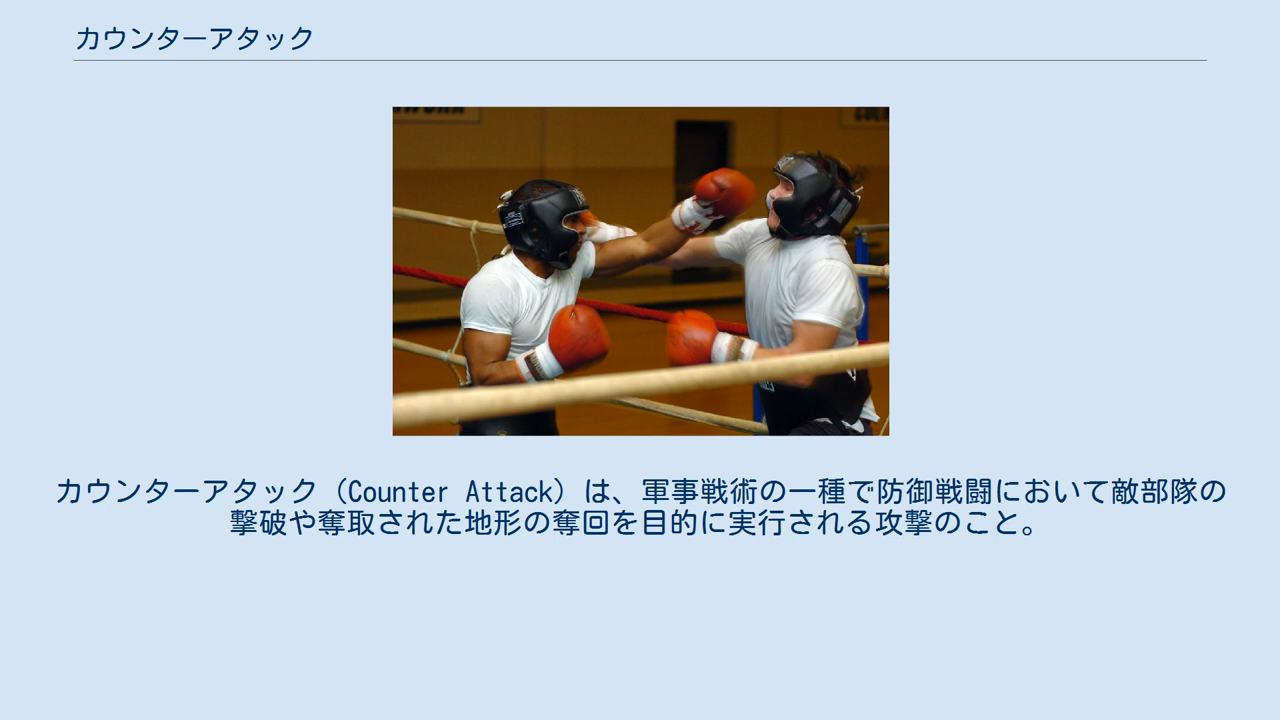 カウンターアタック
カウンターアタック（Counter Attack）は、軍事戦術の一種で防御戦闘において敵部隊の
撃破や奪取された地形の奪回を目的に実行される攻撃のこと。